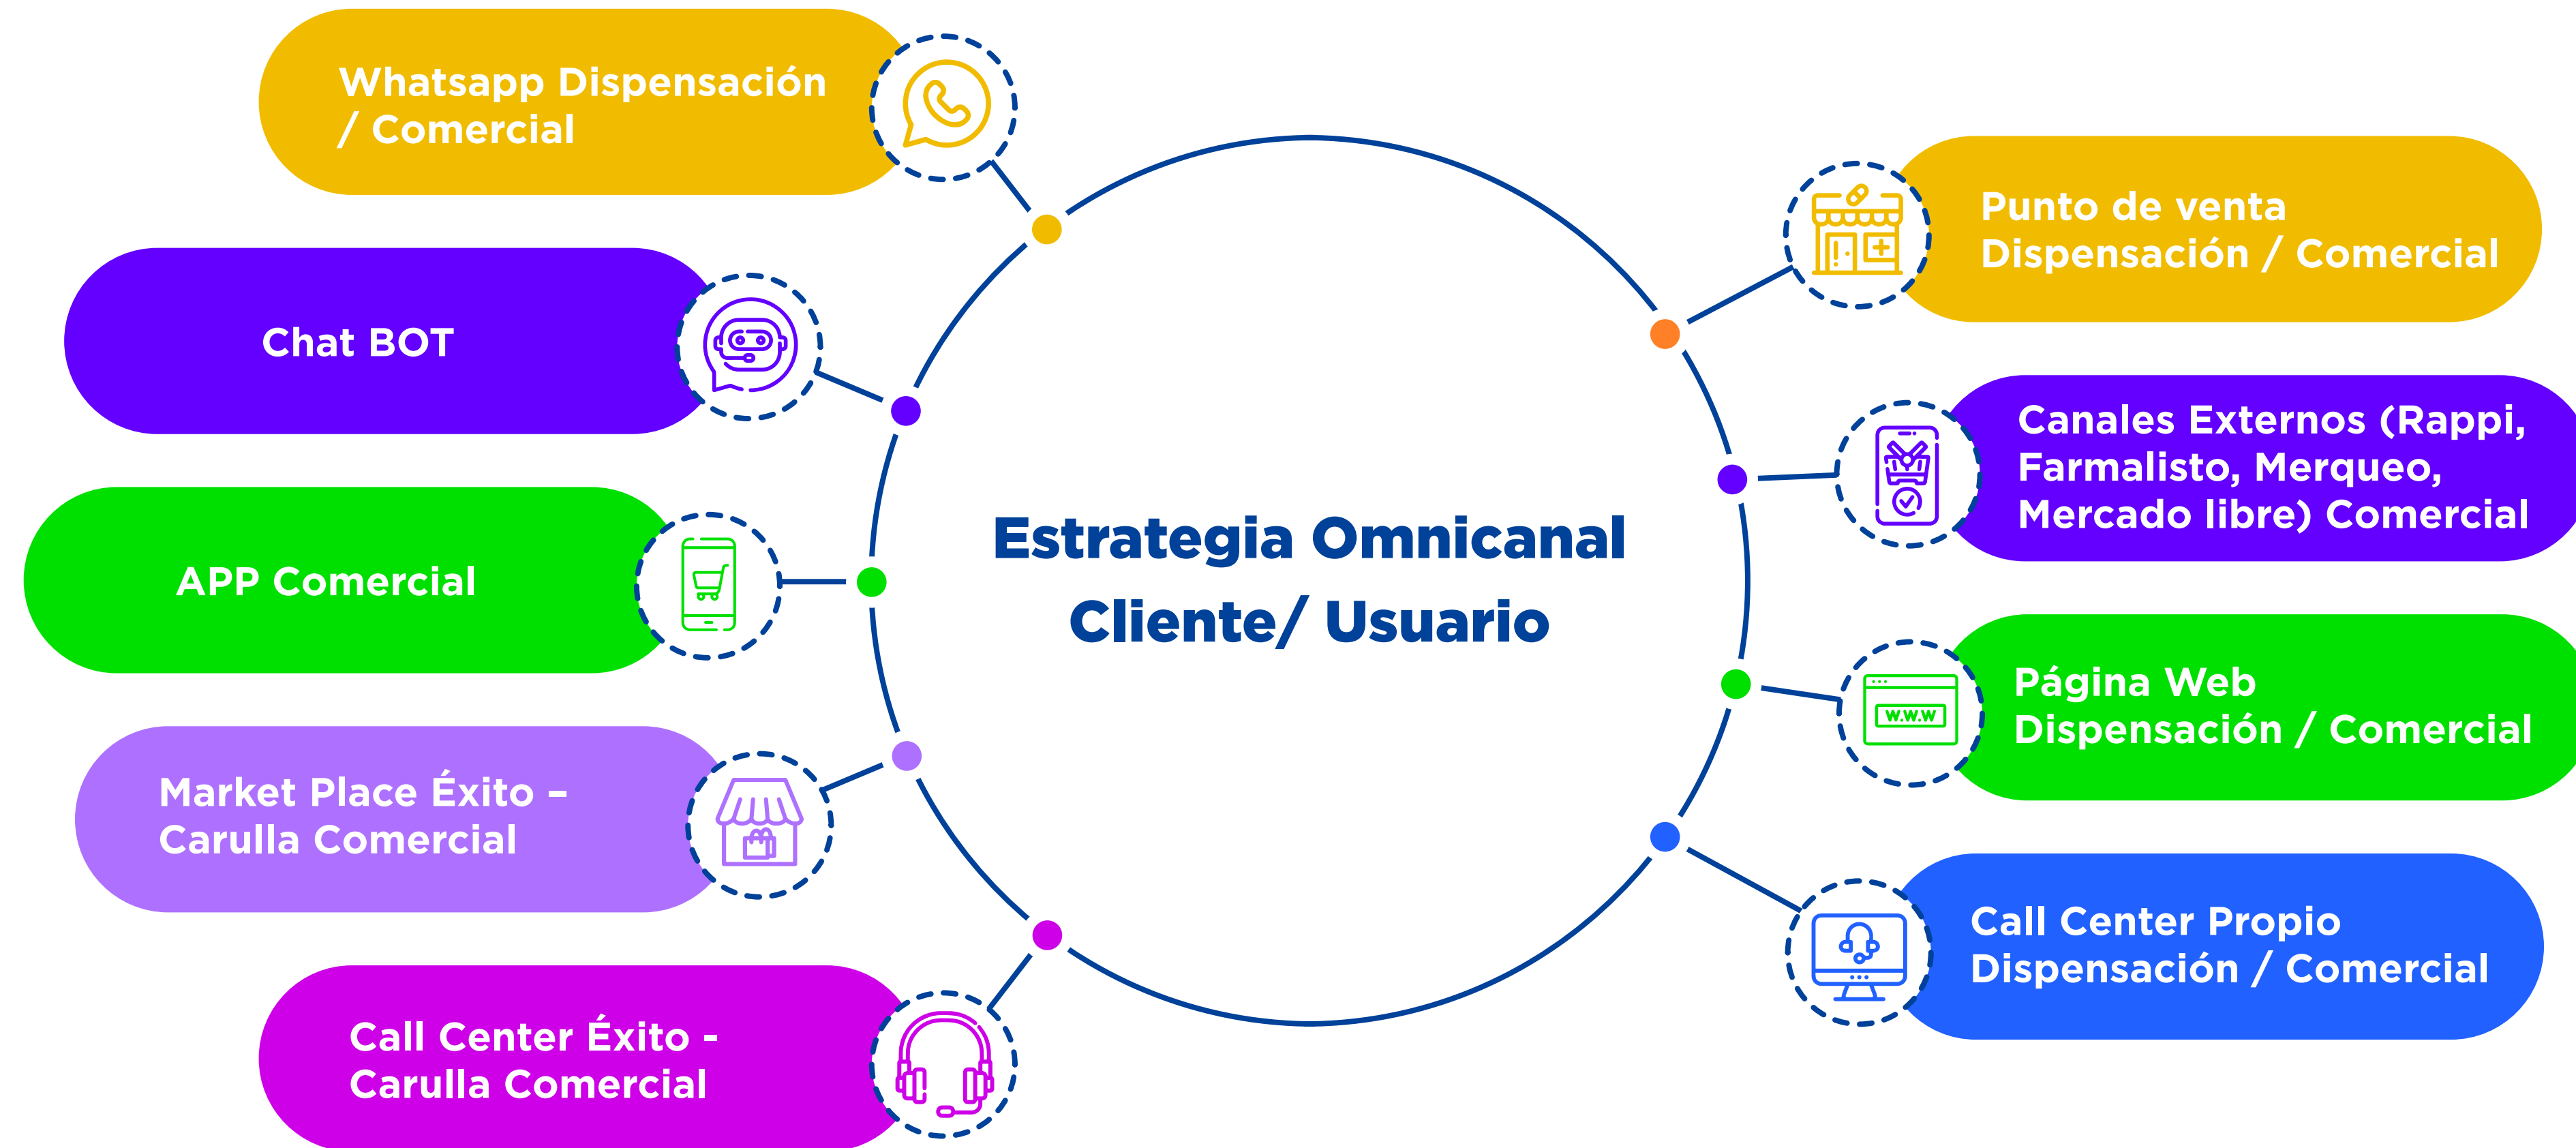 Whatsapp Dispensación
/ Comercial
Chat BOT
APP Comercial
Market Place Éxito –
Carulla Comercial
Call Center Éxito -
Carulla Comercial
Estrategia Omnicanal
Cliente/ Usuario
Punto de venta
Dispensación / Comercial
Canales Externos (Rappi,
Farmalisto, Merqueo,
Mercado libre) Comercial
Página Web
Dispensación / Comercial
W.W.W
Call Center Propio
Dispensación / Comercial